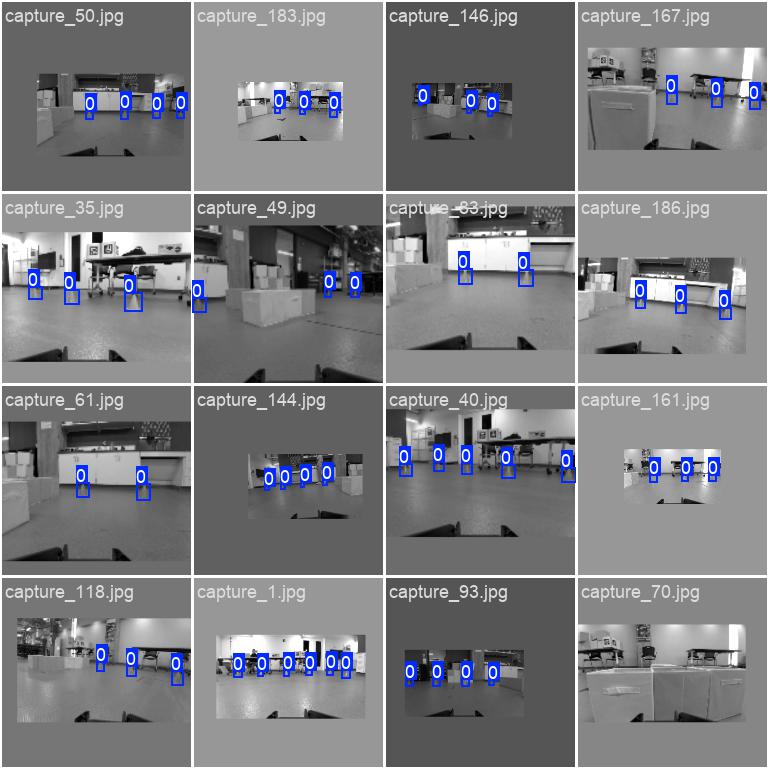 capture_50.jpg
capture_183.jpg
capture_146.jpg
capture_167.jpg
0 0 0 0
0 0 0
0 0 0
0 0 0
capture_35.jpg
capture_49.jpg
capture_83.jpg
capture_186.jpg
0 0 0
0 0 0
0 0
0 0 0
capture_61.jpg
capture_144.jpg
capture_40.jpg
capture_161.jpg
0 0
0 0 0 0
0 0 0 0 0
0 0 0
capture_118.jpg
capture_1.jpg
capture_93.jpg
capture_70.jpg
0 0 0
0 0 0 0 0 0
0 0 0 0